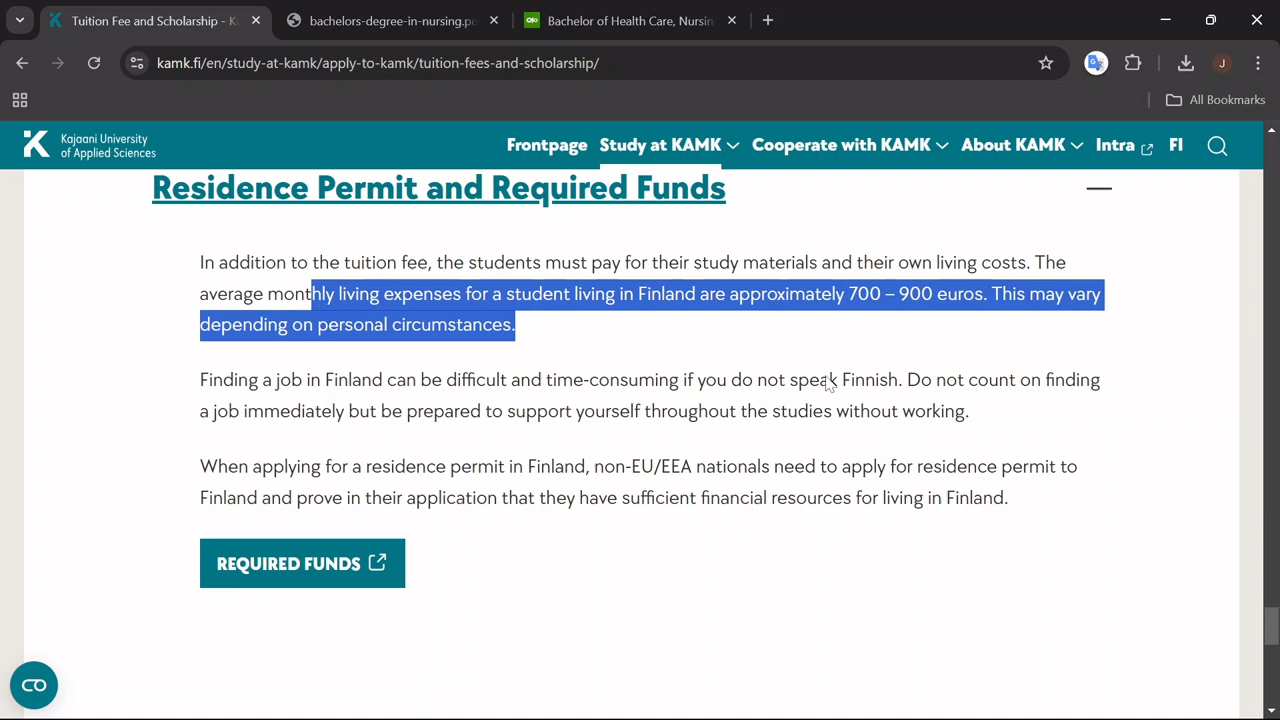 Tuition Fee and Scholarship - K
bachelors-degree-in-nursing.pd
Bachelor of Health Care, Nursin
kamk.fi/en/study-at-kamk/apply-to-kamk/tuition-fees-and-scholarship/
J
All Bookmarks
Kajaani University
of Applied Sciences
Frontpage
Study at KAMK
Cooperate with KAMK
About KAMK
Intra
FI
Residence Permit and Required Funds
In addition to the tuition fee, the students must pay for their study materials and their own living costs. The
average monthly living expenses for a student living in Finland are approximately 700 – 900 euros. This may vary
depending on personal circumstances.
Finding a job in Finland can be difficult and time-consuming if you do not speak Finnish. Do not count on finding
a job immediately but be prepared to support yourself throughout the studies without working.
When applying for a residence permit in Finland, non-EU/EEA nationals need to apply for residence permit to
Finland and prove in their application that they have sufficient financial resources for living in Finland.
REQUIRED FUNDS